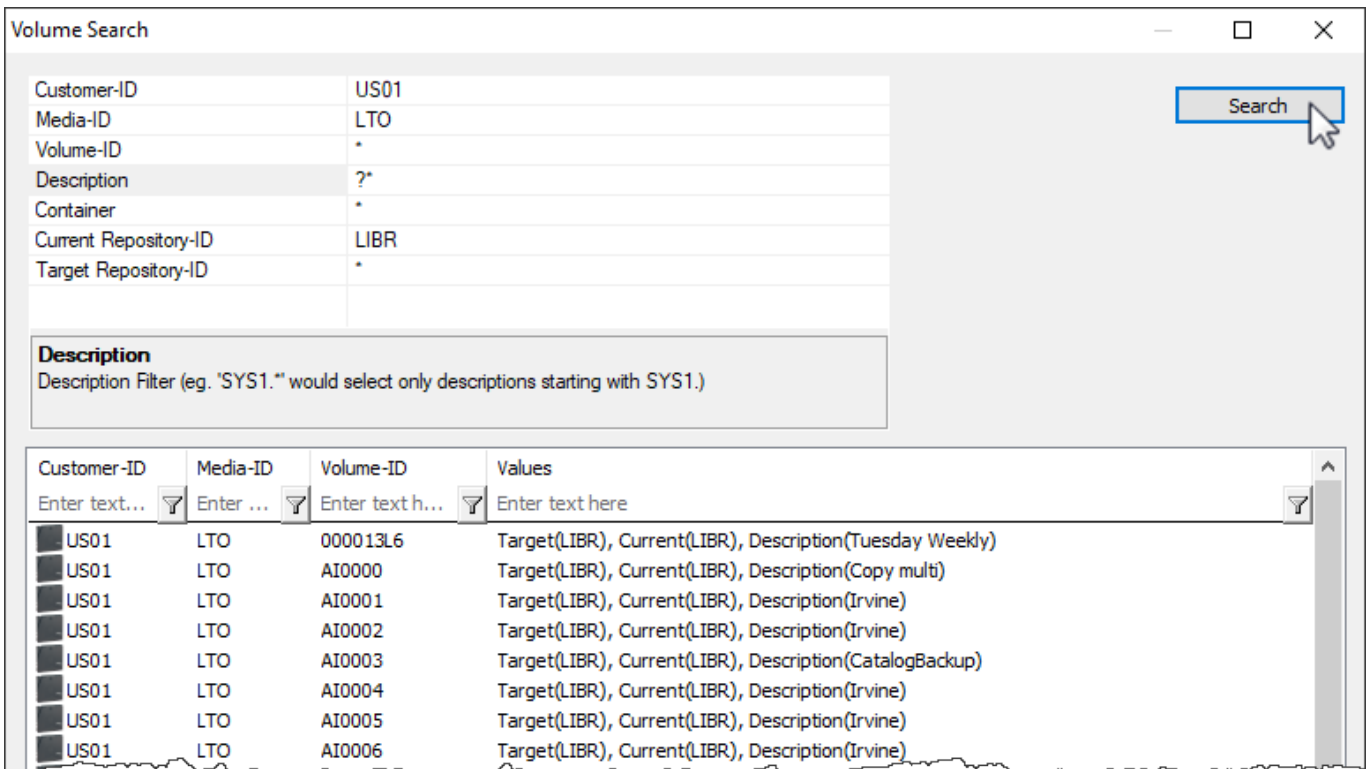 Volume Search
Customer-ID US01
Media-ID LTO
Volume-ID *
Description ?*
Container *
Current Repository-ID LIBR
Target Repository-ID *
Search
Description
Description Filter (eg. "SYS1.*" would select only descriptions starting with SYS1.)
Customer-ID Media-ID Volume-ID Values
Enter text... Enter ... Enter text h... Enter text here
US01 LTO 000013L6 Target(LIBR), Current(LIBR), Description(Tuesday Weekly)
US01 LTO AI0000 Target(LIBR), Current(LIBR), Description(Copy multi)
US01 LTO AI0001 Target(LIBR), Current(LIBR), Description(Irvine)
US01 LTO AI0002 Target(LIBR), Current(LIBR), Description(Irvine)
US01 LTO AI0003 Target(LIBR), Current(LIBR), Description(CatalogBackup)
US01 LTO AI0004 Target(LIBR), Current(LIBR), Description(Irvine)
US01 LTO AI0005 Target(LIBR), Current(LIBR), Description(Irvine)
US01 LTO AI0006 Target(LIBR), Current(LIBR), Description(Irvine)